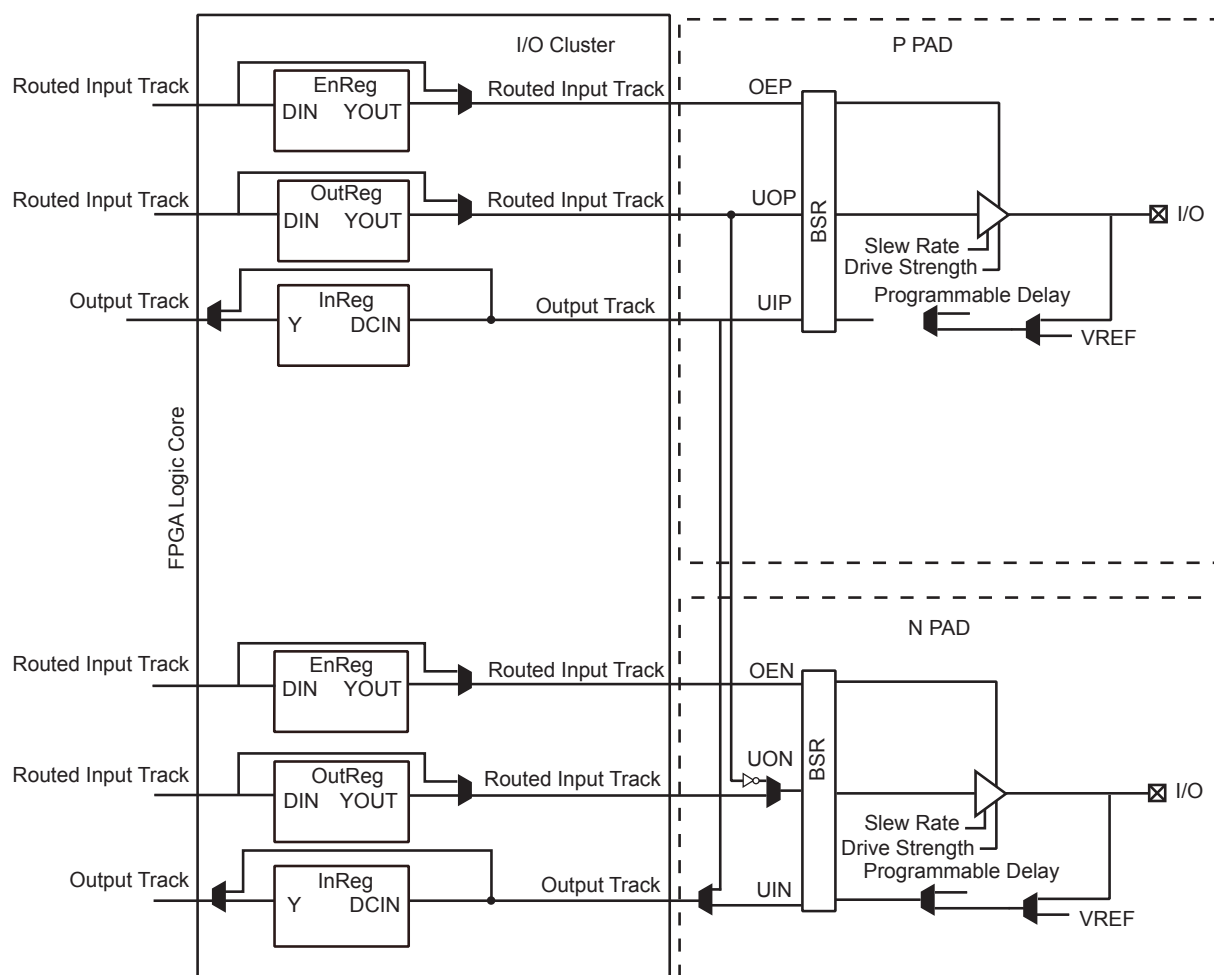 I/O Cluster
P PAD
Routed Input Track
EnReg
DIN YOUT
Routed Input Track
OEP
Routed Input Track
OutReg
DIN YOUT
Routed Input Track
UOP
BSR
I/O
Slew Rate
Drive Strength
Output Track
InReg
Y DCIN
Output Track
UIP
Programmable Delay
VREF
FPGA Logic Core
N PAD
Routed Input Track
EnReg
DIN YOUT
Routed Input Track
OEN
Routed Input Track
OutReg
DIN YOUT
Routed Input Track
UON
BSR
I/O
Slew Rate
Drive Strength
Programmable Delay
Output Track
InReg
Y DCIN
Output Track
UIN
VREF